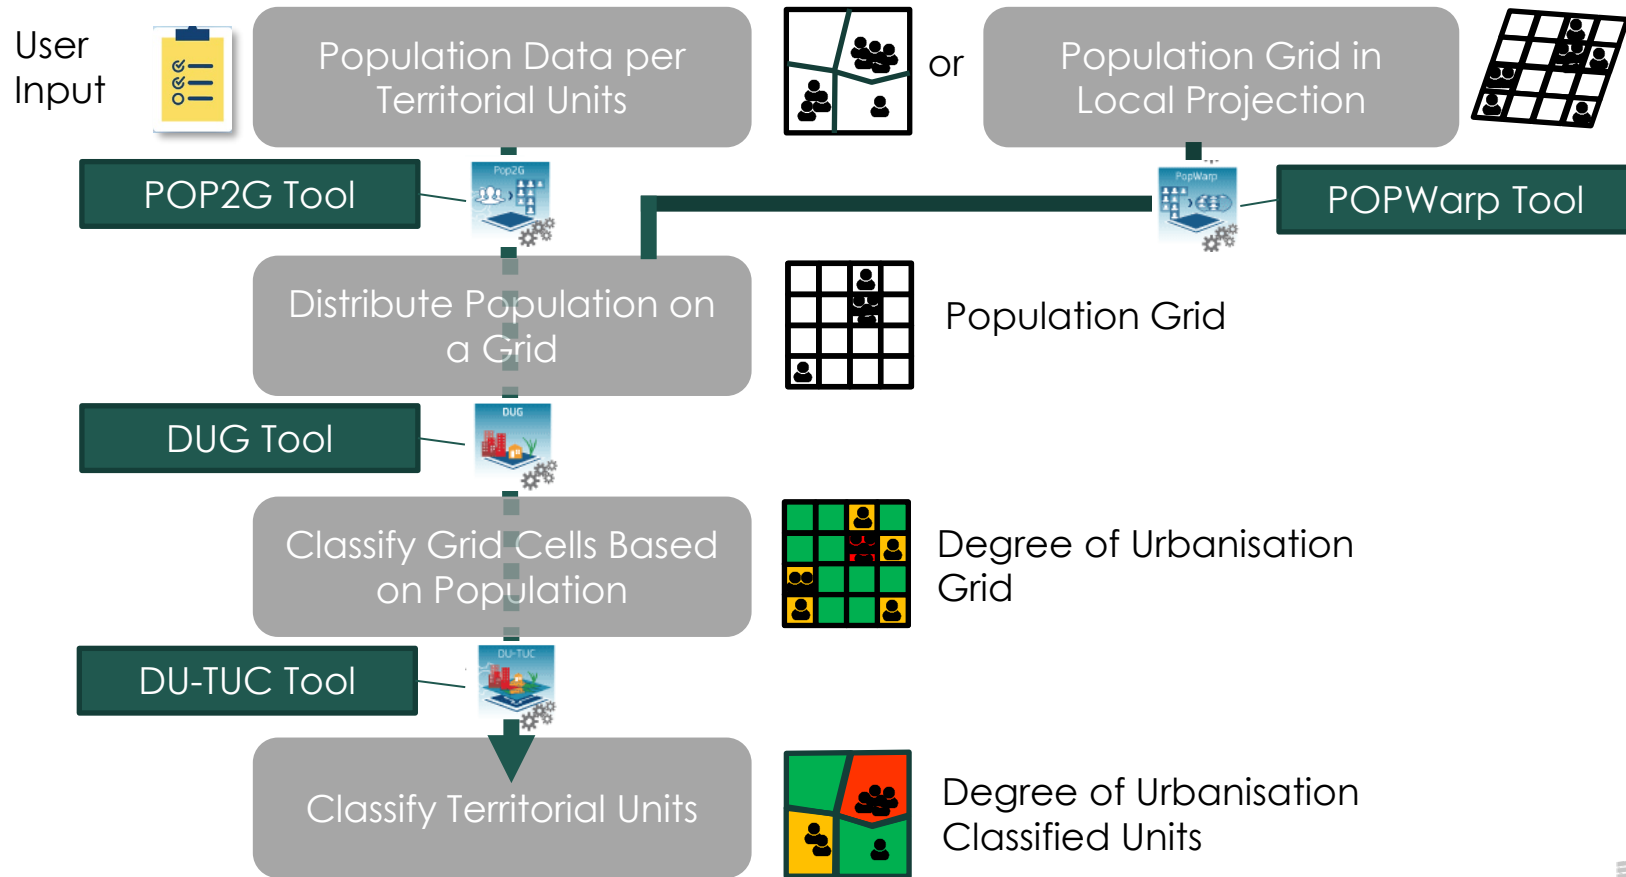 User
Input
Population Data per
Territorial Units
or
Population Grid in
Local Projection
POP2G Tool
Pop2G
PopWarp
POPWarp Tool
Distribute Population on
a Grid
Population Grid
DUG Tool
DUG
Classify Grid Cells Based
on Population
Degree of Urbanisation
Grid
DU-TUC Tool
DU-TUC
Classify Territorial Units
Degree of Urbanisation
Classified Units